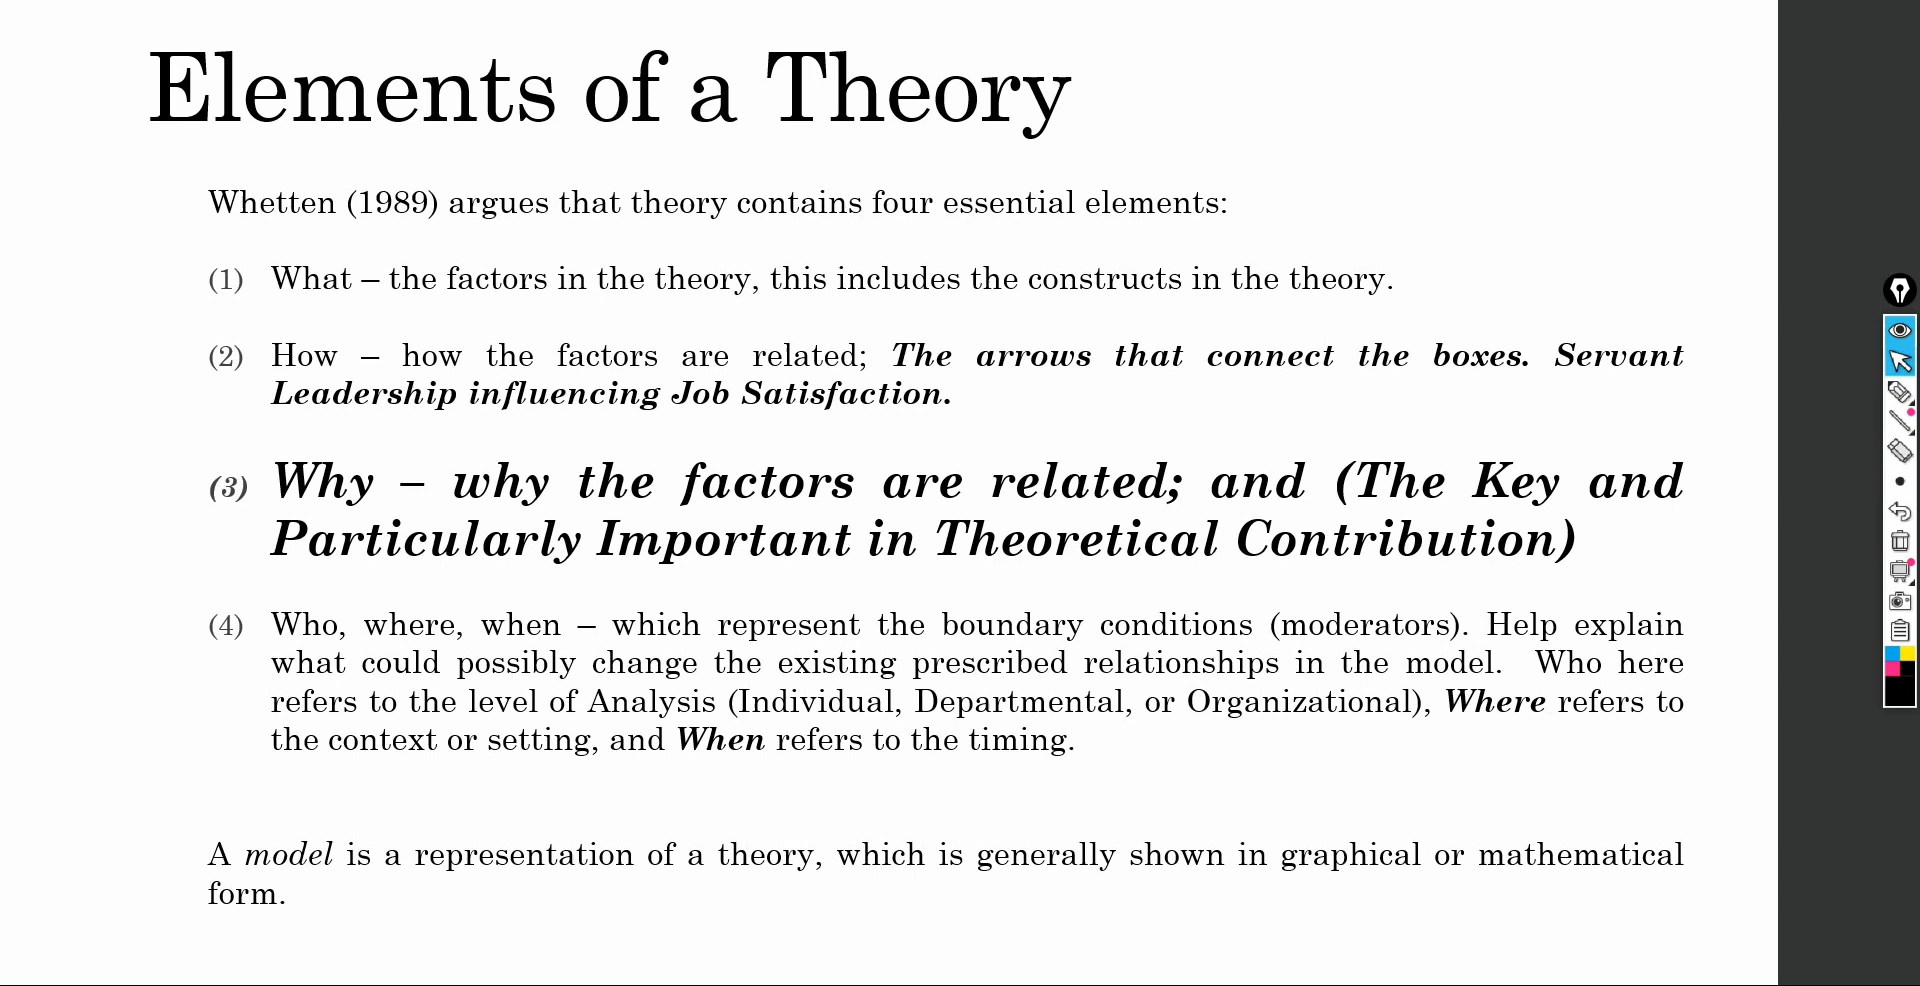 Elements of a Theory
Whetten (1989) argues that theory contains four essential elements:
(1) What – the factors in the theory, this includes the constructs in the theory.
(2) How – how the factors are related; The arrows that connect the boxes. Servant
Leadership influencing Job Satisfaction.
(3) Why – why the factors are related; and (The Key and
Particularly Important in Theoretical Contribution)
(4) Who, where, when – which represent the boundary conditions (moderators). Help explain
what could possibly change the existing prescribed relationships in the model. Who here
refers to the level of Analysis (Individual, Departmental, or Organizational), Where refers to
the context or setting, and When refers to the timing.
A model is a representation of a theory, which is generally shown in graphical or mathematical
form.